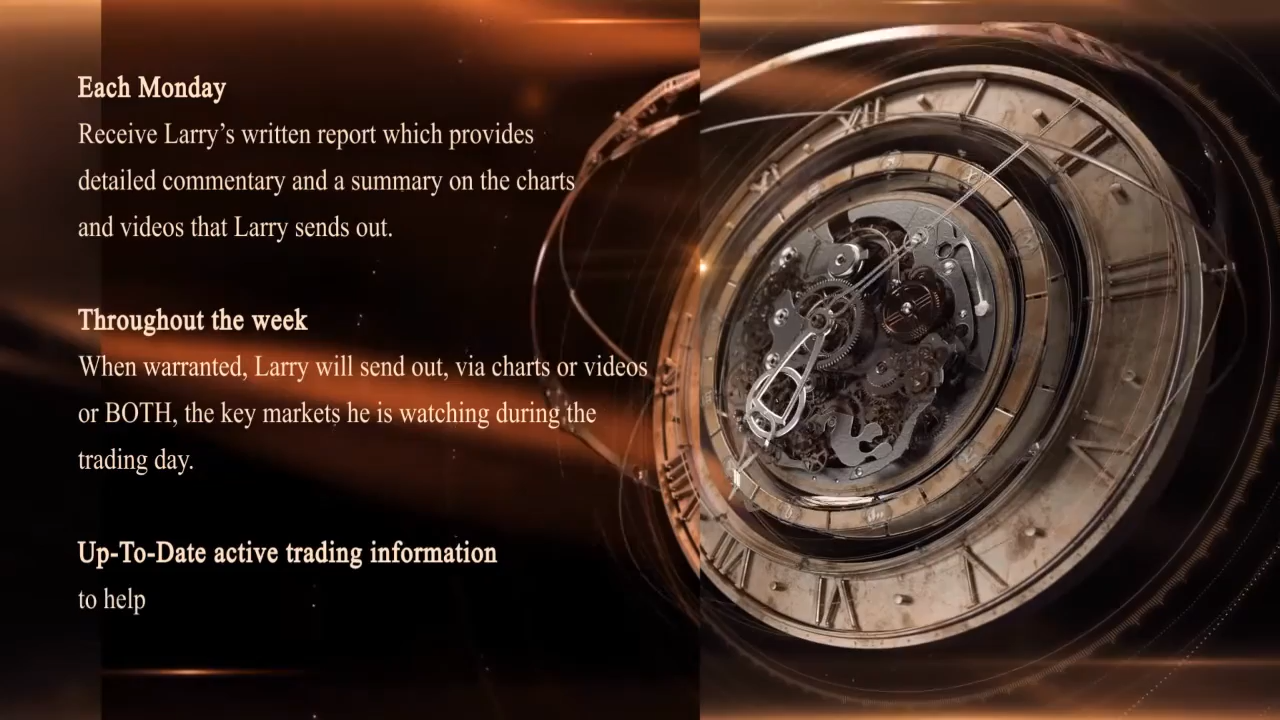 Each Monday
Receive Larry’s written report which provides
detailed commentary and a summary on the charts
and videos that Larry sends out.
Throughout the week
When warranted, Larry will send out, via charts or videos
or BOTH, the key markets he is watching during the
trading day.
Up-To-Date active trading information
to help